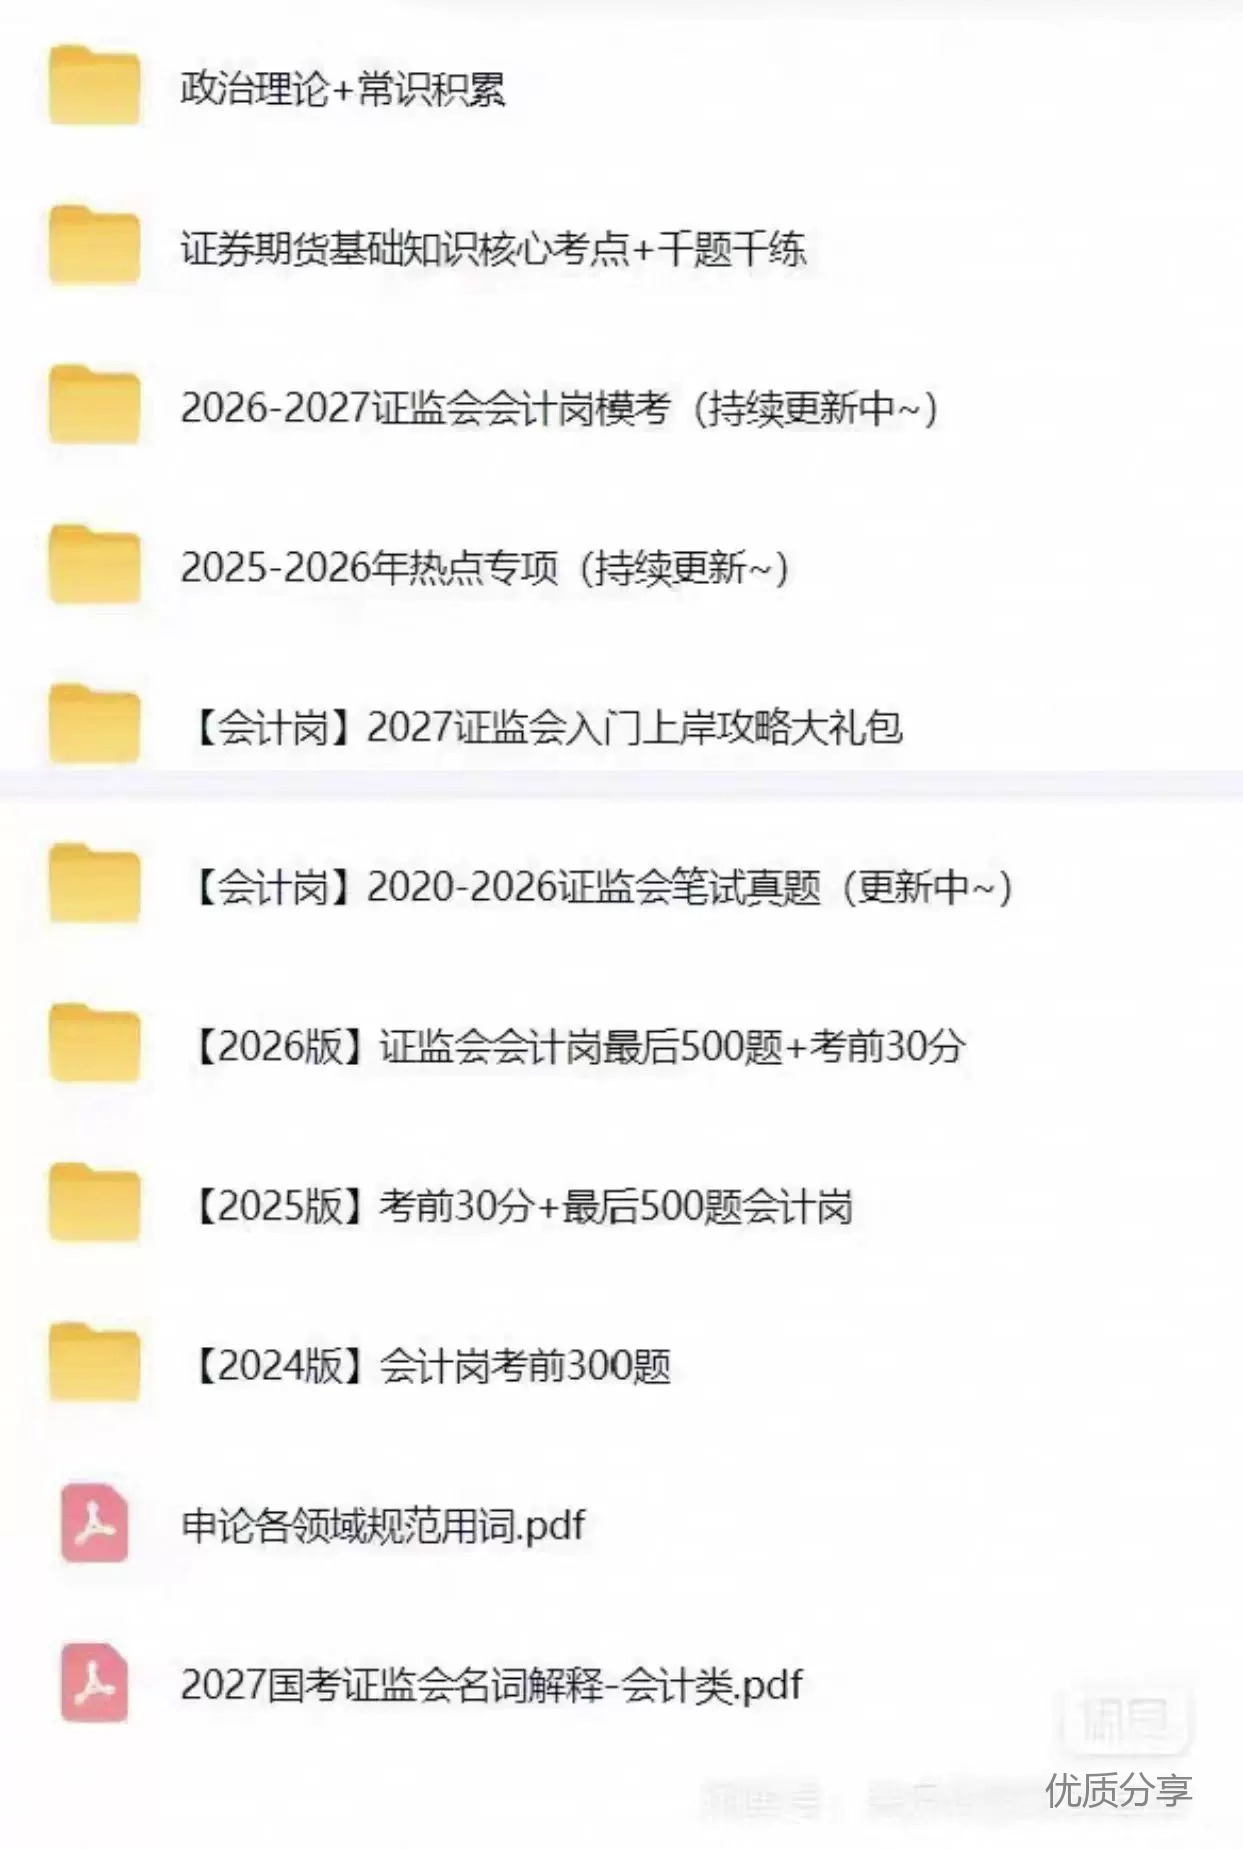 政治理论+常识积累
证券期货基础知识核心考点+千题千练
2026-2027证监会会计岗模考（持续更新中~）
2025-2026年热点专项（持续更新~）
【会计岗】2027证监会入门上岸攻略大礼包
【会计岗】2020-2026证监会笔试真题（更新中~）
【2026版】证监会会计岗最后500题+考前30分
【2025版】考前30分+最后500题会计岗
【2024版】会计岗考前300题
申论各领域规范用词.pdf
2027国考证监会名词解释-会计类.pdf
优质分享